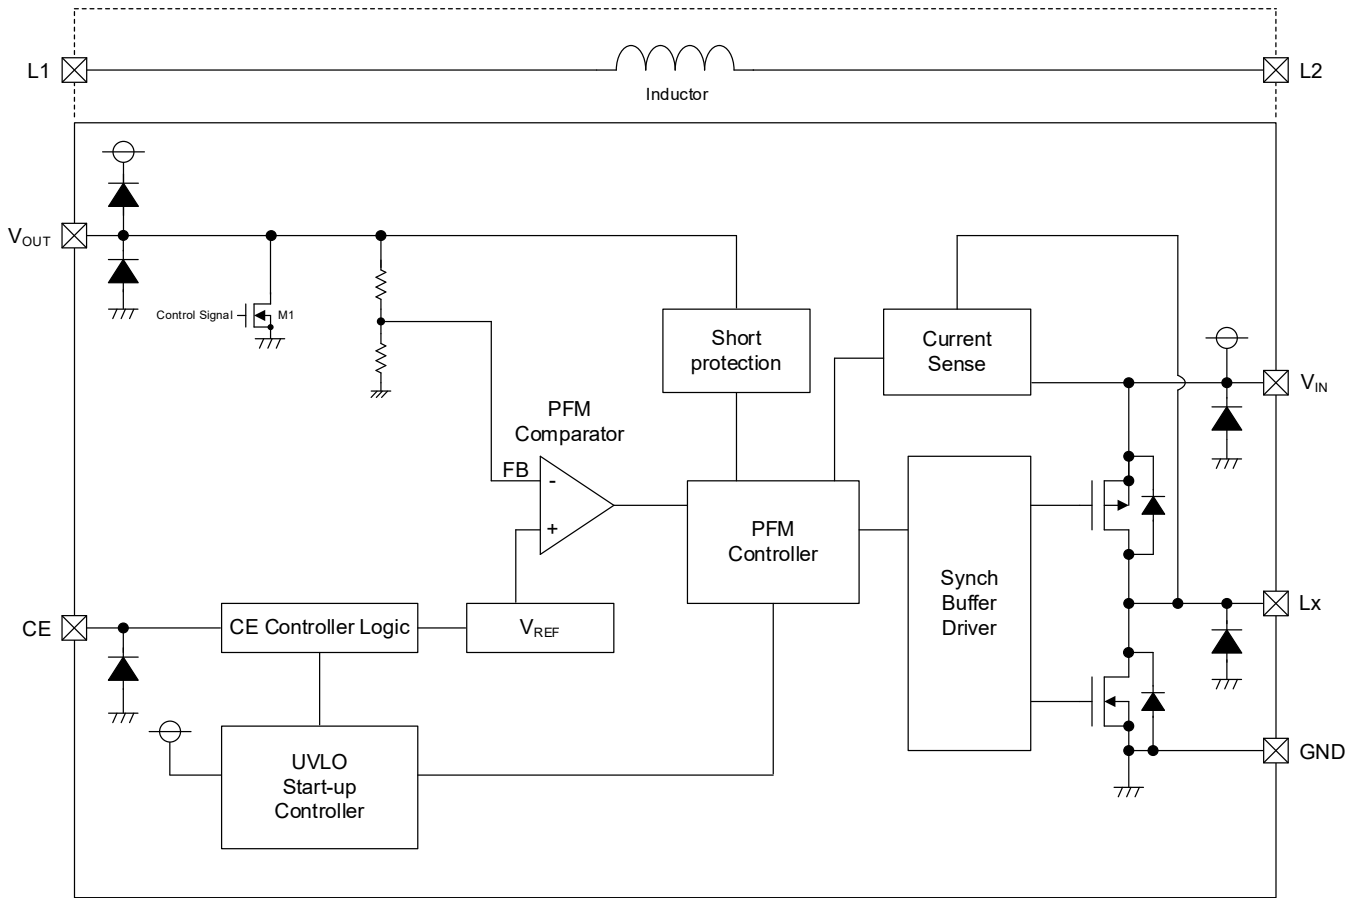 L1
L2
Inductor
VOUT
Control Signal
M1
Short
protection
Current
Sense
VIN
PFM
Comparator
FB
-
+
PFM
Controller
Synch
Buffer
Driver
Lx
CE
CE Controller Logic
VREF
UVLO
Start-up
Controller
GND